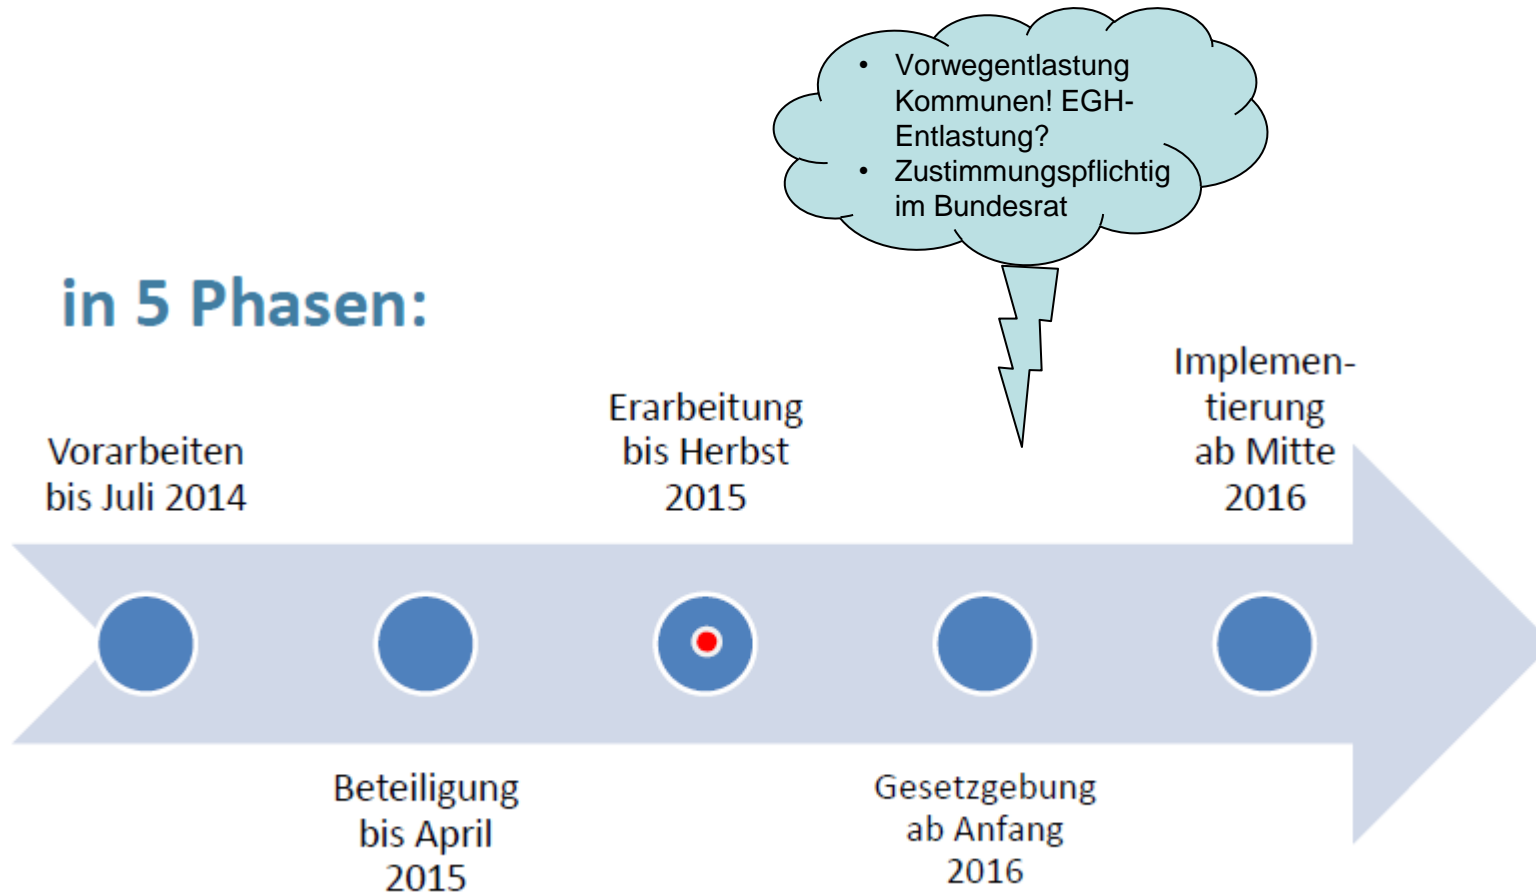 • Vorwegentlastung
Kommunen! EGH-
Entlastung?
• Zustimmungspflichtig
im Bundesrat
in 5 Phasen:
Vorarbeiten
bis Juli 2014
Beteiligung
bis April
2015
Erarbeitung
bis Herbst
2015
Gesetzgebung
ab Anfang
2016
Implemen-
tierung
ab Mitte
2016